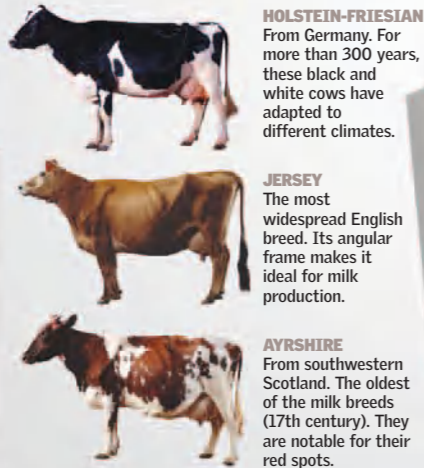 HOLSTEIN-FRIESIAN
From Germany. For
more than 300 years,
these black and
white cows have
adapted to
different climates.
JERSEY
The most
widespread English
breed. Its angular
frame makes it
ideal for milk
production.
AYRSHIRE
From southwestern
Scotland. The oldest
of the milk breeds
(17th century). They
are notable for their
red spots.